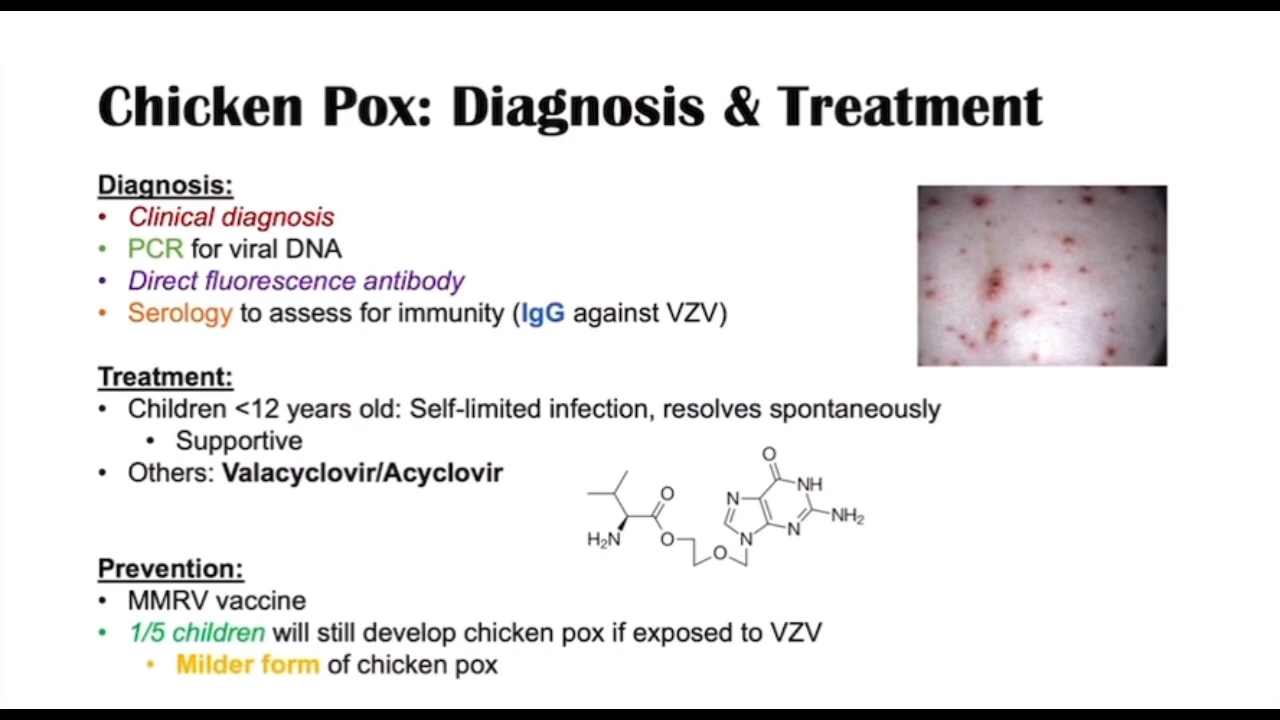 Chicken Pox: Diagnosis & Treatment
Diagnosis:
• Clinical diagnosis
• PCR for viral DNA
• Direct fluorescence antibody
• Serology to assess for immunity (IgG against VZV)
Treatment:
• Children <12 years old: Self-limited infection, resolves spontaneously
• Supportive
• Others: Valacyclovir/Acyclovir
O
NH
N
O
NH₂
N
H₂N
O
N
O
Prevention:
• MMRV vaccine
• 1/5 children will still develop chicken pox if exposed to VZV
• Milder form of chicken pox